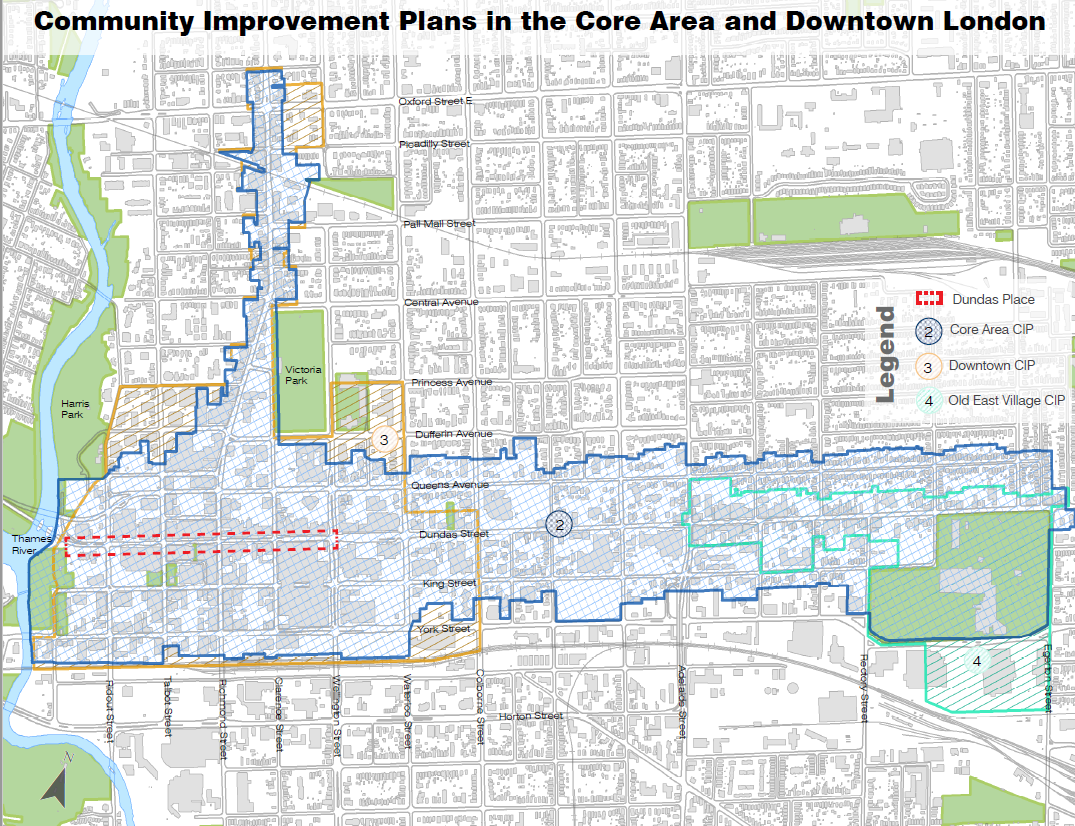 Community Improvement Plans in the Core Area and Downtown London
Oxford Street E
Picadilly Street
Pall Mall Street
Central Avenue
Legend
Dundas Place
2 Core Area CIP
3 Downtown CIP
4 Old East Village CIP
Victoria
Park
Princess Avenue
Harris
Park
Dufferin Avenue
3
Queens Avenue
2
Dundas Street
Thames
River
King Street
York Street
4
Ridout Street
Talbot Street
Richmond Street
Clarence Street
Wellington Street
Waterloo Street
Colborne Street
Adelaide Street
Rectory Street
Egerton Street
Horton Street
N